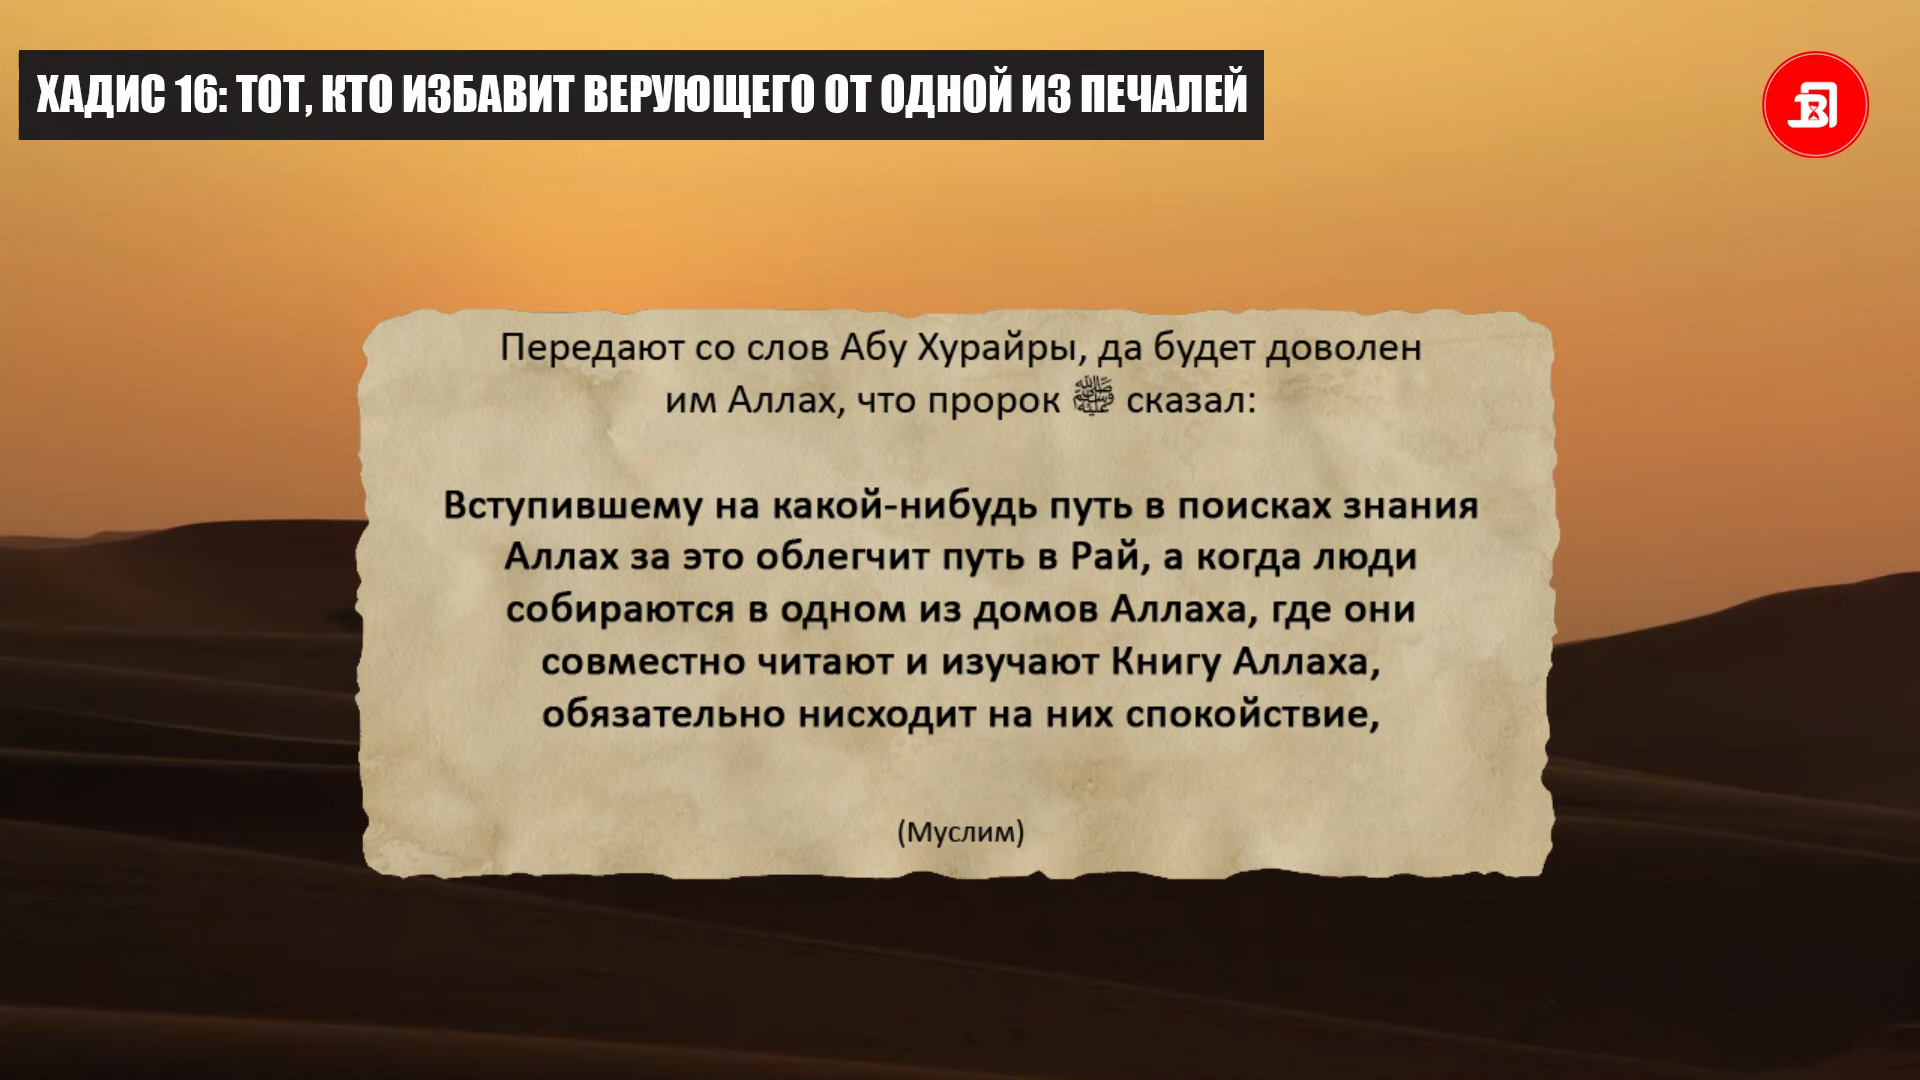 ХАДИС 16: ТОТ, КТО ИЗБАВИТ ВЕРУЮЩЕГО ОТ ОДНОЙ ИЗ ПЕЧАЛЕЙ
Передают со слов Абу Хурайры, да будет доволен
им Аллах, что пророк ﷺ сказал:
Вступившему на какой-нибудь путь в поисках знания
Аллах за это облегчит путь в Рай, а когда люди
собираются в одном из домов Аллаха, где они
совместно читают и изучают Книгу Аллаха,
обязательно нисходит на них спокойствие,
(Муслим)